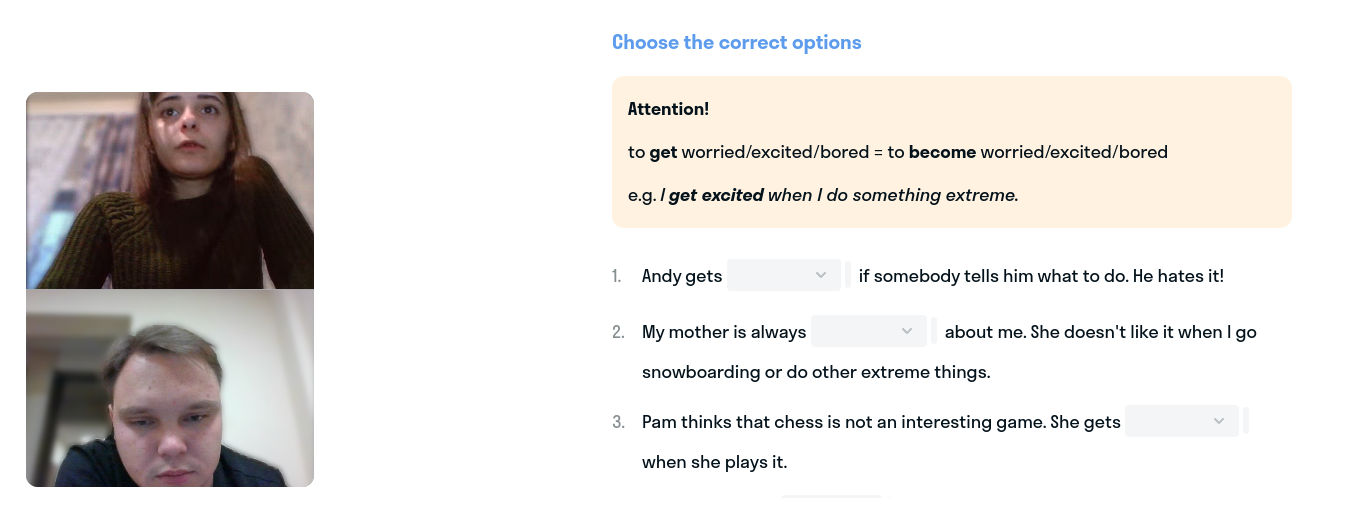 Choose the correct options
Attention!
to get worried/excited/bored = to become worried/excited/bored
e.g. I get excited when I do something extreme.
1. Andy gets if somebody tells him what to do. He hates it!
2. My mother is always about me. She doesn't like it when I go
snowboarding or do other extreme things.
3. Pam thinks that chess is not an interesting game. She gets
when she plays it.